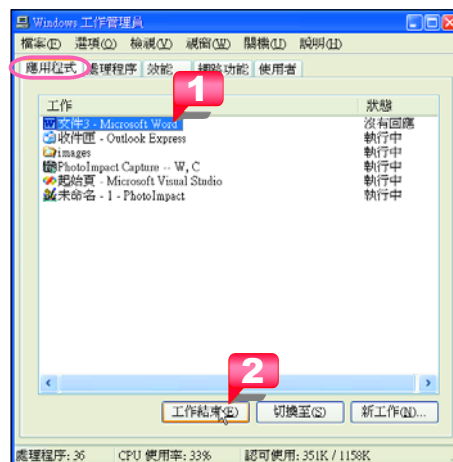 Windows 工作管理員
檔案(F) 選項(O) 檢視(V) 視窗(W) 關機(U) 說明(H)
應用程式 處理程序 效能 網路功能 使用者
1
工作 狀態
文件3 - Microsoft Word 沒有回應
收件匣 - Outlook Express 執行中
images 執行中
PhotoImpact Capture -- W, C 執行中
起始頁 - Microsoft Visual Studio 執行中
未命名 - 1 - PhotoImpact 執行中
2
工作結束(E) 切換至(S) 新工作(N)...
處理程序: 36 CPU 使用率: 33% 認可使用: 351K / 1158K